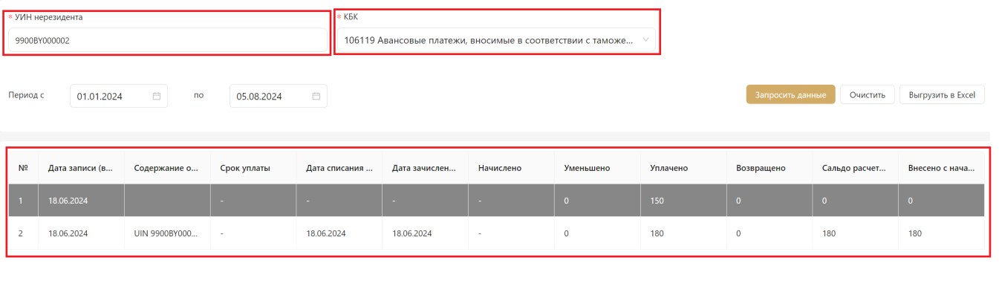 * УИН нерезидента
* КБК
9900BY000002
106119 Авансовые платежи, вносимые в соответствии с таможе...
Период с 01.01.2024 по 05.08.2024 Запросить данные Очистить Выгрузить в Excel
№ Дата записи (в... Содержание о... Срок уплаты Дата списания ... Дата зачислен... Начислено Уменьшено Уплачено Возвращено Сальдо расчет... Внесено с нача...
1 18.06.2024 - - - - 0 150 0 0 0
2 18.06.2024 UIN 9900BY000... - 18.06.2024 18.06.2024 - 0 180 0 180 180